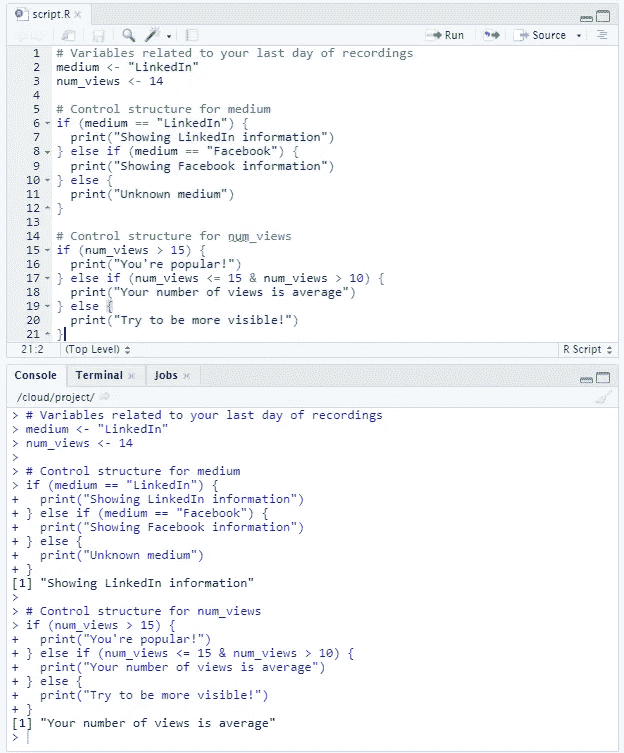 script.R
Run
Source
1 # Variables related to your last day of recordings
2 medium <- "LinkedIn"
3 num_views <- 14
4
5 # Control structure for medium
6 if (medium == "LinkedIn") {
7   print("Showing LinkedIn information")
8 } else if (medium == "Facebook") {
9   print("Showing Facebook information")
10 } else {
11   print("Unknown medium")
12 }
13
14 # Control structure for num_views
15 if (num_views > 15) {
16   print("You're popular!")
17 } else if (num_views <= 15 & num_views > 10) {
18   print("Your number of views is average")
19 } else {
20   print("Try to be more visible!")
21 }
21:2 (Top Level) R Script
Console Terminal Jobs
/cloud/project/
> # Variables related to your last day of recordings
> medium <- "LinkedIn"
> num_views <- 14
>
> # Control structure for medium
> if (medium == "LinkedIn") {
+   print("Showing LinkedIn information")
+ } else if (medium == "Facebook") {
+   print("Showing Facebook information")
+ } else {
+   print("Unknown medium")
+ }
[1] "Showing LinkedIn information"
>
> # Control structure for num_views
> if (num_views > 15) {
+   print("You're popular!")
+ } else if (num_views <= 15 & num_views > 10) {
+   print("Your number of views is average")
+ } else {
+   print("Try to be more visible!")
+ }
[1] "Your number of views is average"
>